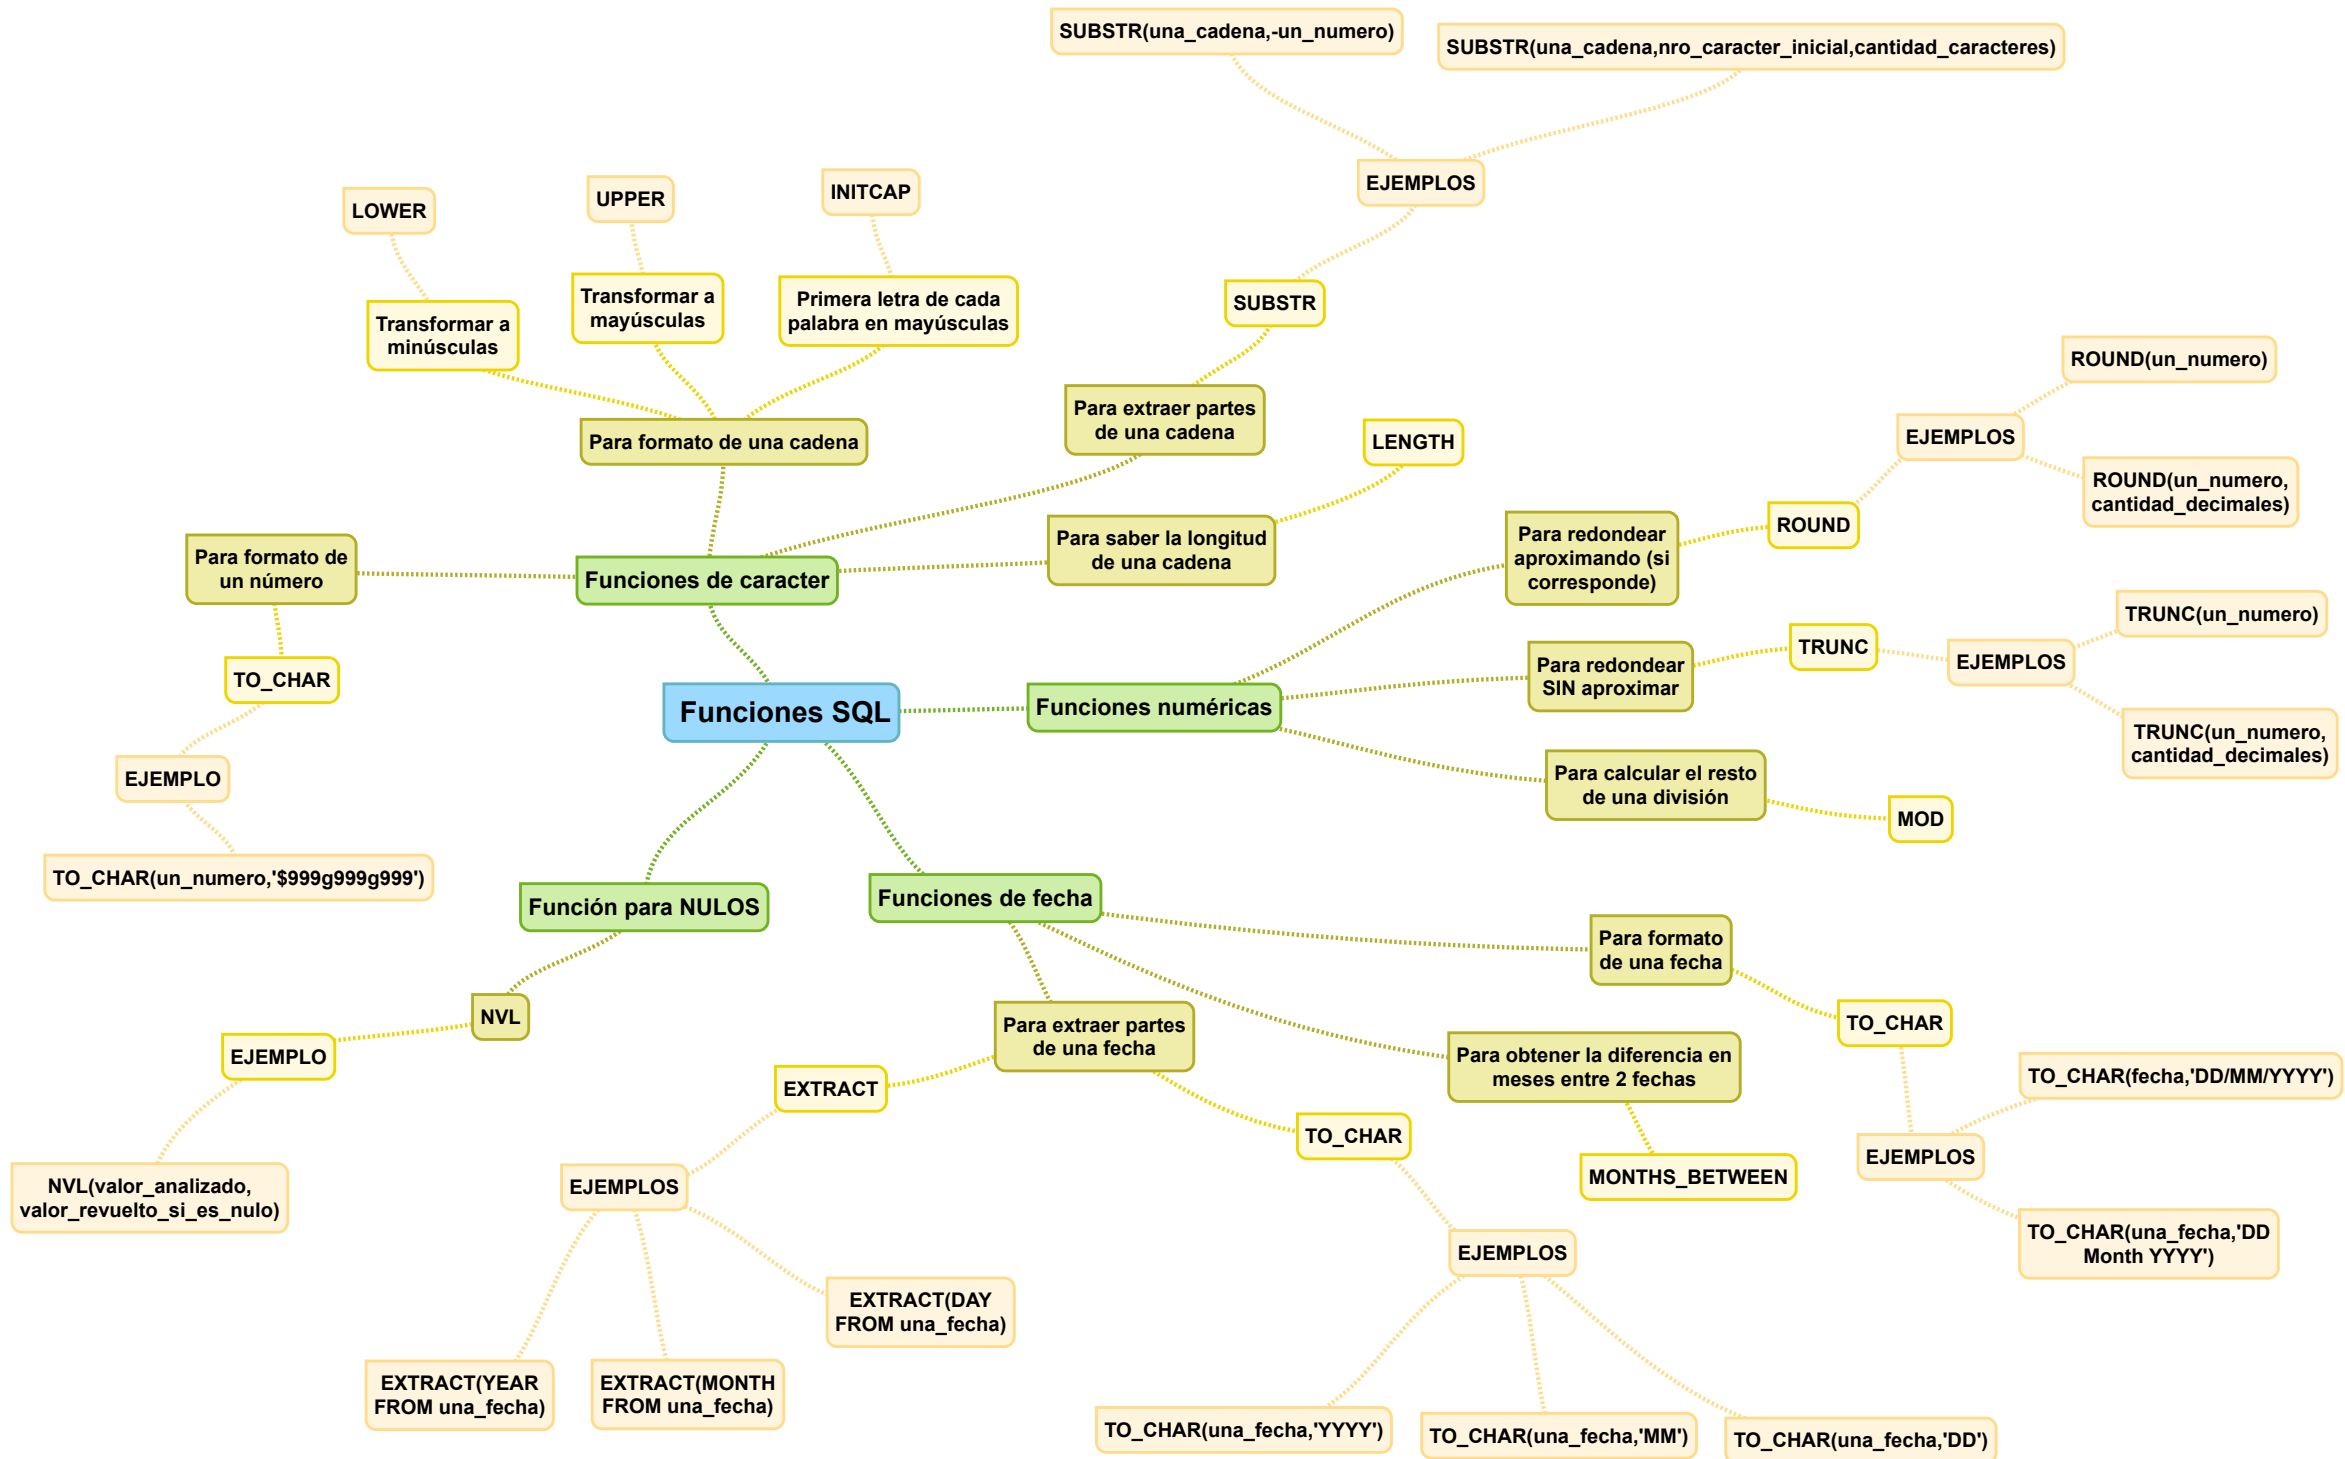 SUBSTR(una_cadena,-un_numero)
SUBSTR(una_cadena,nro_caracter_inicial,cantidad_caracteres)
EJEMPLOS
LOWER
UPPER
INITCAP
SUBSTR
Transformar a
minúsculas
Transformar a
mayúsculas
Primera letra de cada
palabra en mayúsculas
Para formato de una cadena
Para extraer partes
de una cadena
LENGTH
Para saber la longitud
de una cadena
Para formato de
un número
Funciones de caracter
TO_CHAR
EJEMPLO
TO_CHAR(un_numero,'$999g999g999')
Funciones SQL
Funciones numéricas
Para redondear
aproximando (si
corresponde)
ROUND
EJEMPLOS
ROUND(un_numero)
ROUND(un_numero,
cantidad_decimales)
Para redondear
SIN aproximar
TRUNC
EJEMPLOS
TRUNC(un_numero)
TRUNC(un_numero,
cantidad_decimales)
Para calcular el resto
de una división
MOD
Función para NULOS
NVL
EJEMPLO
NVL(valor_analizado,
valor_revuelto_si_es_nulo)
Funciones de fecha
Para formato
de una fecha
TO_CHAR
EJEMPLOS
TO_CHAR(fecha,'DD/MM/YYYY')
TO_CHAR(una_fecha,'DD
Month YYYY')
Para obtener la diferencia en
meses entre 2 fechas
MONTHS_BETWEEN
Para extraer partes
de una fecha
EXTRACT
EJEMPLOS
EXTRACT(YEAR
FROM una_fecha)
EXTRACT(MONTH
FROM una_fecha)
EXTRACT(DAY
FROM una_fecha)
TO_CHAR
EJEMPLOS
TO_CHAR(una_fecha,'YYYY')
TO_CHAR(una_fecha,'MM')
TO_CHAR(una_fecha,'DD')